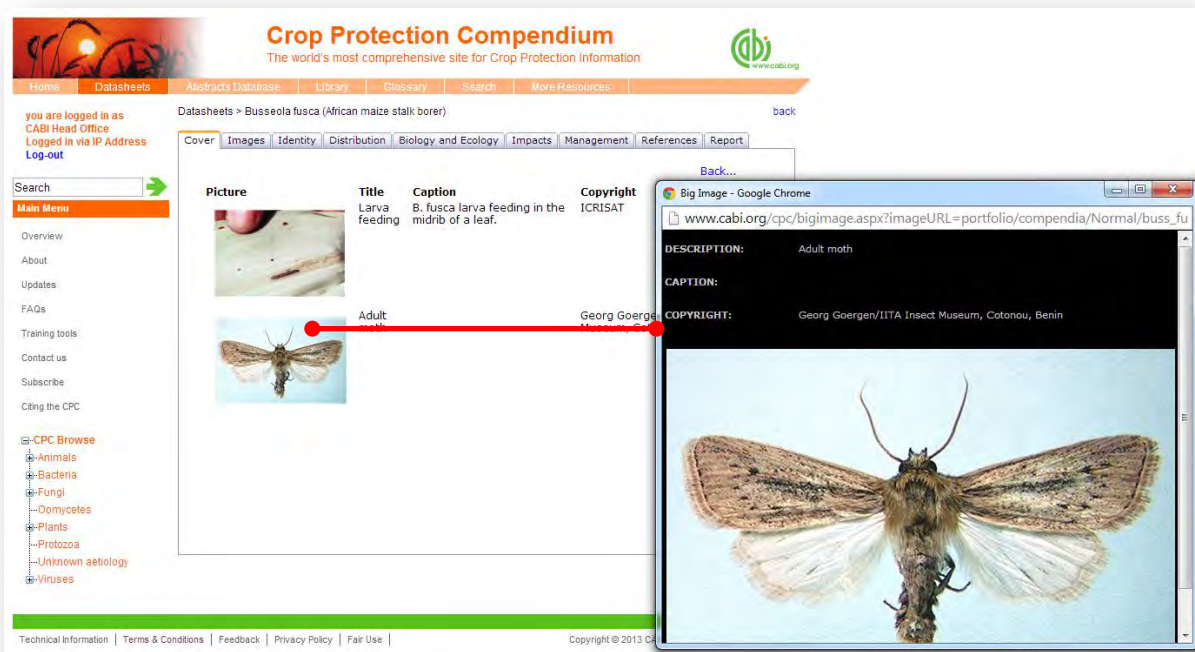 Crop Protection Compendium
The world's most comprehensive site for Crop Protection Information
cabi
www.cabi.org
Home Datasheets Abstracts Database Library Glossary Search More Resources
you are logged in as
CABI Head Office
Logged in via IP Address
Log-out
Datasheets > Busseola fusca (African maize stalk borer)
back
Cover Images Identity Distribution Biology and Ecology Impacts Management References Report
Back...
Search
Main Menu
Overview
About
Updates
FAQs
Training tools
Contact us
Subscribe
Citing the CPC
CPC Browse
Animals
Bacteria
Fungi
Oomycetes
Plants
Protozoa
Unknown aetiology
Viruses
Picture Title Caption Copyright
Larva feeding
B. fusca larva feeding in the
midrib of a leaf.
ICRISAT
Adult
moth
Georg Goerge
Museum,
Big Image - Google Chrome
www.cabi.org/cpc/bigimage.aspx?imageURL=portfolio/compendia/Normal/buss_fu
DESCRIPTION: Adult moth
CAPTION:
COPYRIGHT: Georg Goergen/IITA Insect Museum, Cotonou, Benin
Technical Information | Terms & Conditions | Feedback | Privacy Policy | Fair Use |
Copyright © 2013